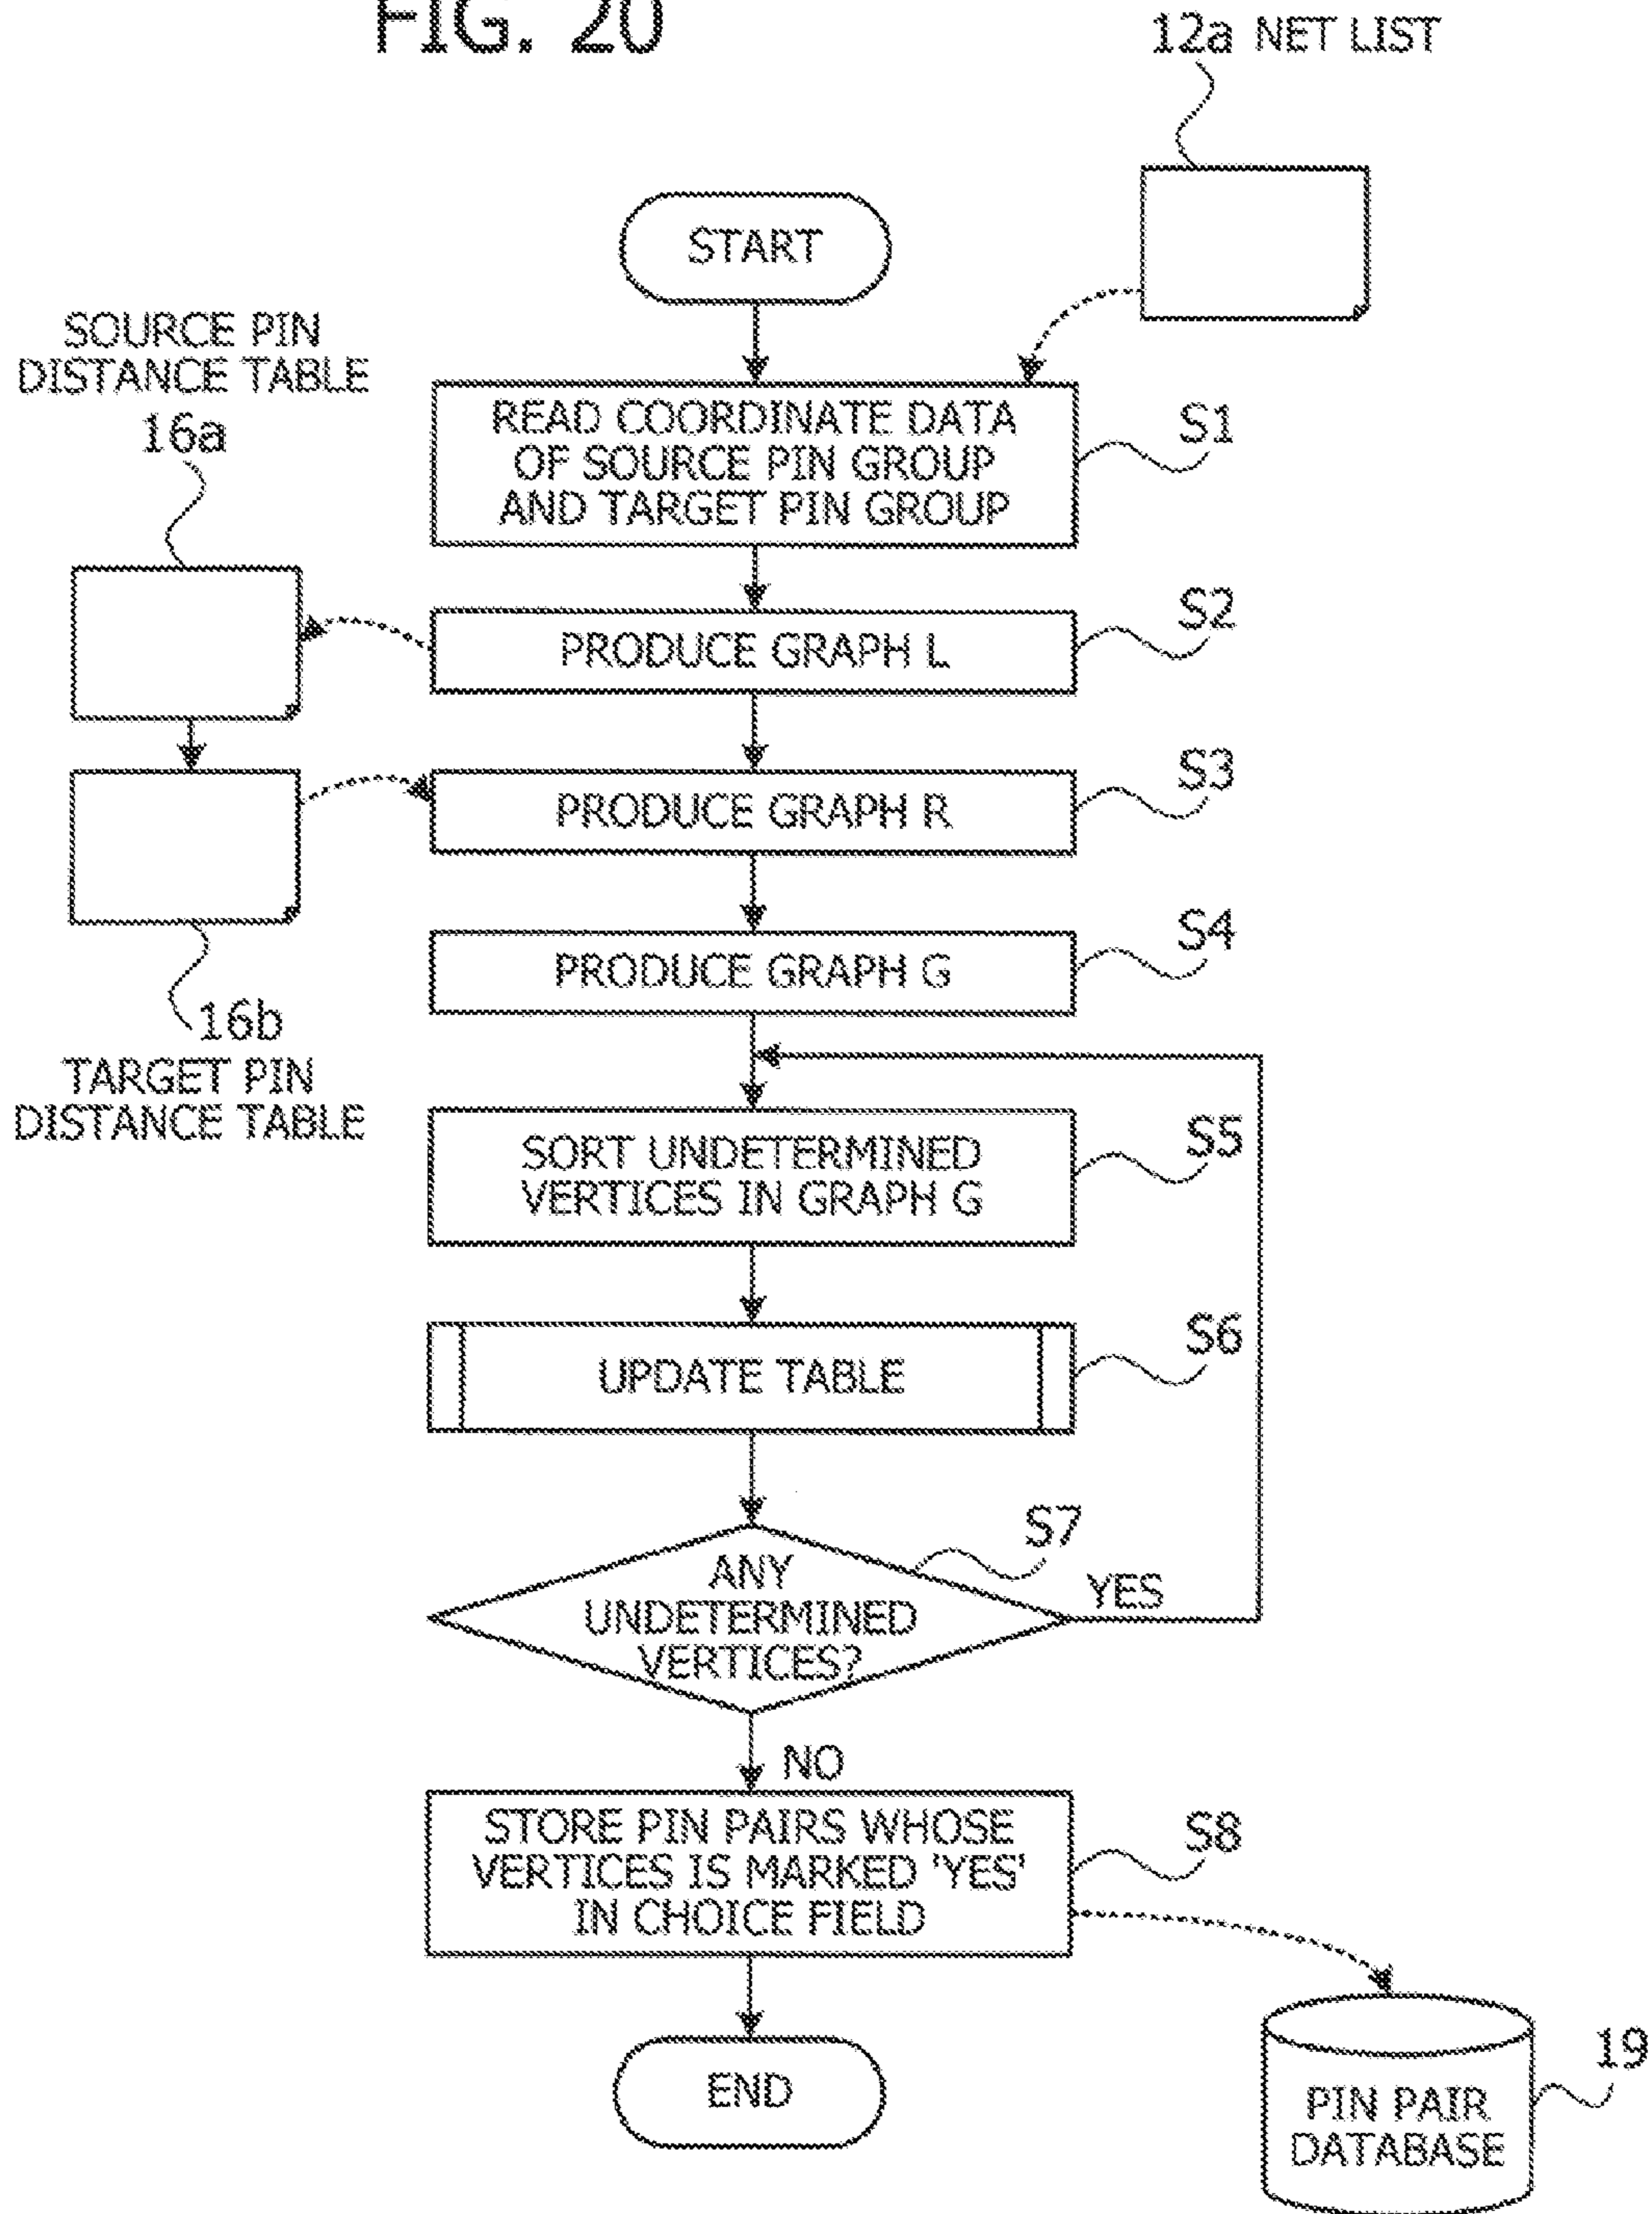 FIG. 20
12a NET LIST
START
SOURCE PIN
DISTANCE TABLE
16a
READ COORDINATE DATA
OF SOURCE PIN GROUP
AND TARGET PIN GROUP
S1
PRODUCE GRAPH L
S2
PRODUCE GRAPH R
S3
PRODUCE GRAPH G
S4
16b
TARGET PIN
DISTANCE TABLE
SORT UNDETERMINED
VERTICES IN GRAPH G
S5
UPDATE TABLE
S6
ANY
UNDETERMINED
VERTICES?
S7
YES
NO
STORE PIN PAIRS WHOSE
VERTICES IS MARKED 'YES'
IN CHOICE FIELD
S8
END
PIN PAIR
DATABASE
19